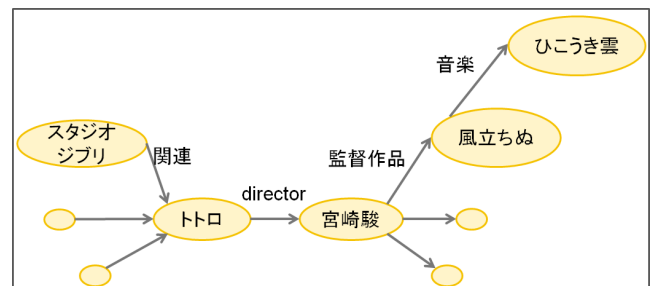 ひこうき雲
音楽
スタジオ
ジブリ
関連
風立ちぬ
監督作品
director
トトロ
宮崎駿